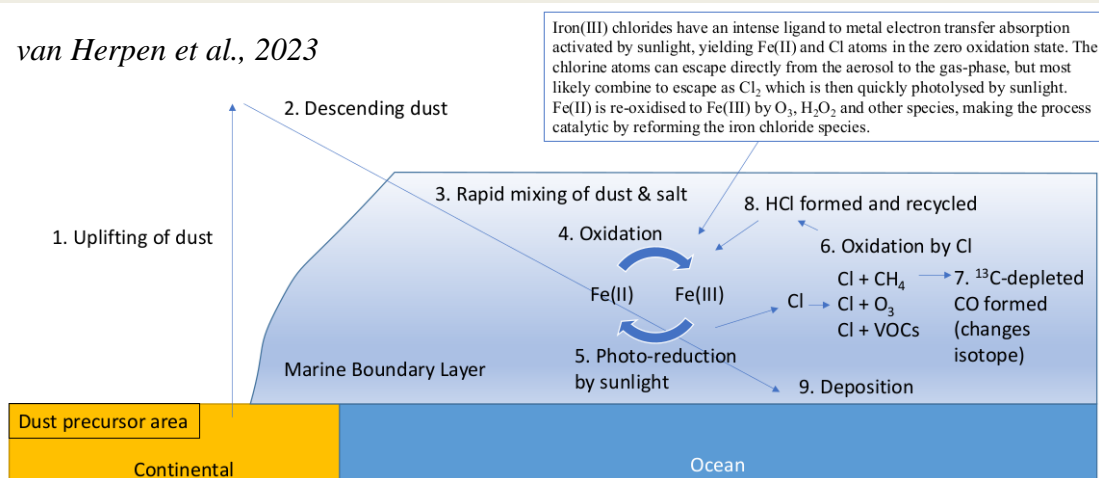 van Herpen et al., 2023
Iron(III) chlorides have an intense ligand to metal electron transfer absorption
activated by sunlight, yielding Fe(II) and Cl atoms in the zero oxidation state. The
chlorine atoms can escape directly from the aerosol to the gas-phase, but most
likely combine to escape as Cl₂ which is then quickly photolysed by sunlight.
Fe(II) is re-oxidised to Fe(III) by O₃, H₂O₂ and other species, making the process
catalytic by reforming the iron chloride species.
2. Descending dust
1. Uplifting of dust
3. Rapid mixing of dust & salt
4. Oxidation
Fe(II)
Fe(III)
5. Photo-reduction
by sunlight
8. HCl formed and recycled
6. Oxidation by Cl
Cl
Cl + CH₄
Cl + O₃
Cl + VOCs
7. ¹³C-depleted
CO formed
(changes
isotope)
Marine Boundary Layer
9. Deposition
Dust precursor area
Continental
Ocean